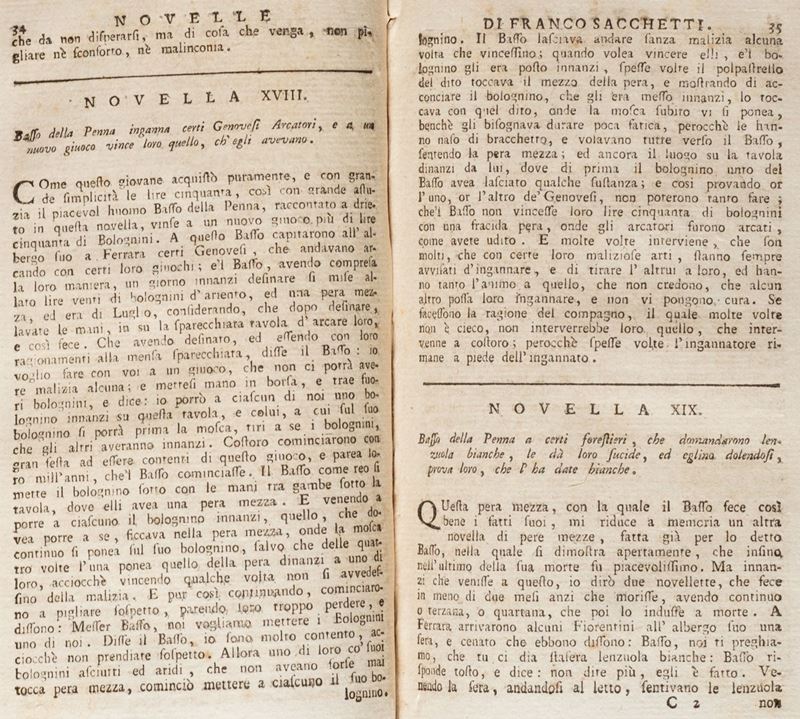 34
NOVELLE
che da non disperarsi, ma di cosa che venga, non pi-
gliare nè sconforto, nè malinconia.
NOVELLA XVIII.
Basso della Penna inganna certi Genovesi Arcatori, e a un
nuovo giuoco vince loro quello, ch'egli avevano.
COme questo giovane acquistò puramente, e con gran-
de simplicità le lire cinquanta, così con grande astu-
zia il piacevol huomo Basso della Penna, raccontato a drie-
to in questa novella, vinse a un nuovo giuoco più di lire
cinquanta di Bolognini. A questo Basso capitarono all'al-
bergo suo a Ferrara certi Genovesi, che andavano ar-
cando con certi loro giuochi; e'l Basso, avendo compresa
la loro maniera, un giorno innanzi desinare si mise al-
lato lire venti di bolognini d'ariento, ed una pera mez-
za, ed era di Luglio, considerando, che dopo desinare,
lavate le mani, in su la sparecchiata tavola d'arcare loro,
e così fece. Che avendo desinato, ed essendo con loro
ragionamenti alla mensa sparecchiata, disse il Basso: io
voglio fare con voi a un giuoco, che non ci potrà ave-
re malizia alcuna; e mettesi mano in borsa, e trae fuo-
ri bolognini, e dice: io porrò a ciascun di noi uno bo-
lognino innanzi su questa tavola, e colui, a cui sul suo
bolognino si porrà prima la mosca, tiri a se i bolognini,
che gli altri averanno innanzi. Costoro cominciarono con
gran festa ad essere contenti di questo giuoco, e parea lo-
ro mill'anni, che'l Basso cominciasse. Il Basso come reo si
mette il bolognino sotto con le mani tra gambe sotto la
tavola, dove elli avea una pera mezza. E venendo a
porre a ciascuno il bolognino innanzi, quello, che do-
vea porre a se, ficcava nella pera mezza, onde la mosca
continuo si ponea sul suo bolognino, salvo che delle quat-
tro volte l'una ponea quello della pera dinanzi a uno di
loro, acciocchè vincendo qualche volta non si avvedes-
sino della malizia. E pur così continuando, cominciaro-
no a pigliare sospetto, parendo loro troppo perdere, e
dissono: Messer Basso, noi vogliamo mettere i Bolognini
uno di noi. Disse il Basso, io sono molto contento, ac-
ciocchè non prendiate sospetto. Allora uno di loro co'suoi
bolognini asciutti ed aridi, che non aveano forse mai
tocca pera mezza, cominciò mettere a ciascuno il suo bo-
lognino.
DI FRANCO SACCHETTI.
35
lognino. Il Basso lasciava andare sanza malizia alcuna
volta che vincessino; quando volea vincere elli, e'l bo-
lognino gli era posto innanzi, spesse volte il polpastrello
del dito toccava il mezzo della pera, e mostrando di ac-
conciare il bolognino, che gli era messo innanzi, lo toc-
cava con quel dito, onde la mosca subito vi si ponea,
benchè gli bisognava durare poca fatica, perocchè le han-
no naso di bracchetto, e volavano tutte verso il Basso,
sentendo la pera mezza; ed ancora il luogo su la tavola
dinanzi da lui, dove di prima il bolognino unto del
Basso avea lasciato qualche sustanza; e così provando or
l'uno, or l'altro de'Genovesi, non poterono tanto fare;
che'l Basso non vincesse loro lire cinquanta di bolognini
con una fracida pera, onde gli arcatori furono arcati,
come avete udito. E molte volte interviene, che son
molti, che con certe loro maliziose arti, stanno sempre
avvisati d'ingannare, e di tirare l'altrui a loro, ed han-
no tanto l'animo a quello, che non credono, che alcun
altro possa loro ingannare, e non vi pongono cura. Se
facessono la ragione del compagno, il quale molte volte
non è cieco, non interverrebbe loro quello, che inter-
venne a costoro; perocchè spesse volte l'ingannatore ri-
mane a piede dell'ingannato.
NOVELLA XIX.
Basso della Penna a certi forestieri, che domandarono len-
zuola bianche, le dà loro sucide, ed eglino dolendosi,
prova loro, che l'ha date bianche.
QUesta pera mezza, con la quale il Basso fece così
bene i fatti suoi, mi riduce a memoria un altra
novella di pere mezze, fatta già per lo detto
Basso, nella quale si dimostra apertamente, che insino
nell'ultimo della sua morte fu piacevolissimo. Ma innan-
zi che venisse a questo, io dirò due novellette, che fece
in meno di due mesi anzi che morisse, avendo continuo
o terzana, o quartana, che poi lo indusse a morte. A
Ferrara arrivarono alcuni Fiorentini all'albergo suo una
sera, e cenato che ebbono dissono: Basso, noi ti preghia-
mo, che tu ci dia stasera lenzuola bianche: Basso ri-
sponde tosto, e dice: non dite più, egli è fatto. Ve-
nendo la sera, andandosi al letto, sentivano le lenzuola
C 2
non